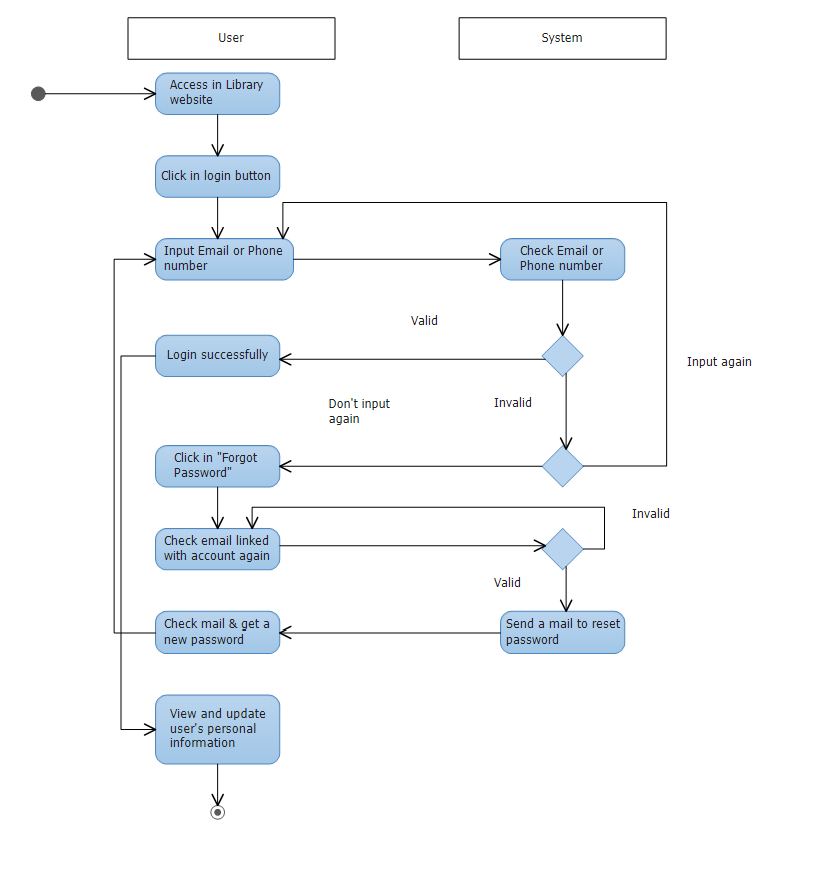 User
System
Access in Library
website
Click in login button
Input Email or Phone
number
Check Email or
Phone number
Valid
Login successfully
Input again
Don't input
again
Invalid
Click in "Forgot
Password"
Invalid
Check email linked
with account again
Valid
Check mail & get a
new password
Send a mail to reset
password
View and update
user's personal
information